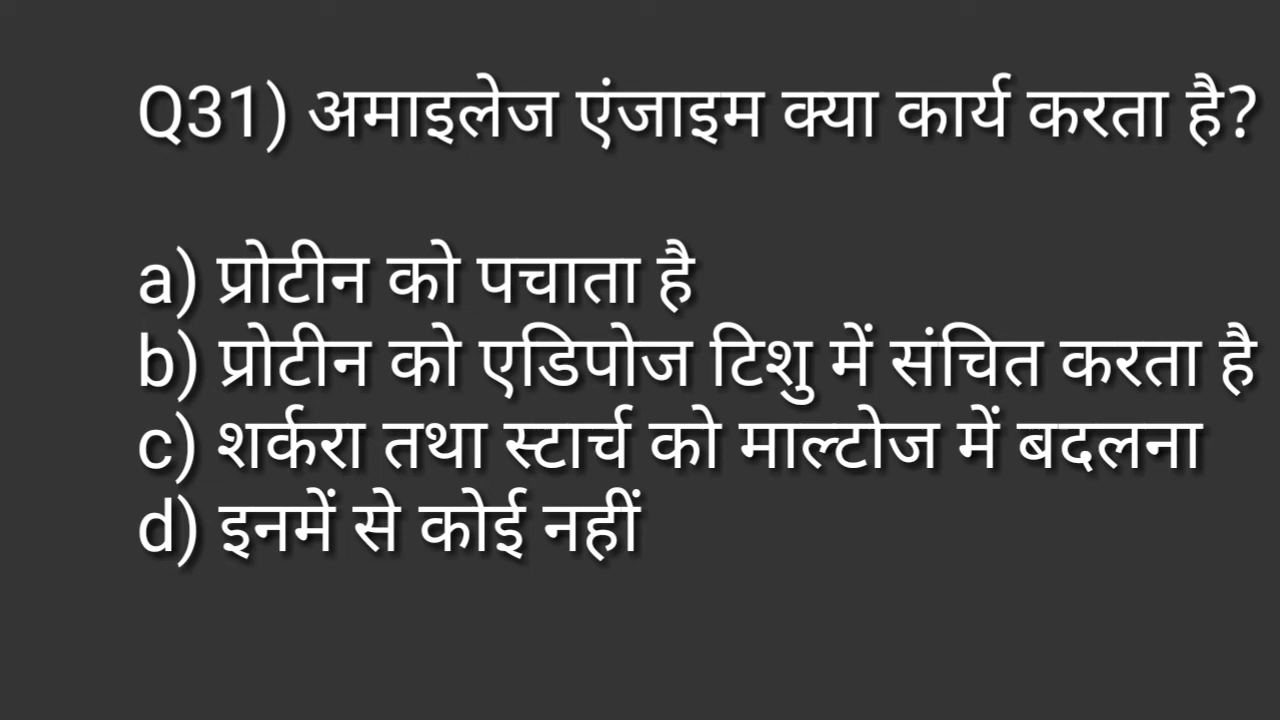 Q31) अमाइलेज एंजाइम क्या कार्य करता है?
a) प्रोटीन को पचाता है
b) प्रोटीन को एडिपोज टिशु में संचित करता है
c) शर्करा तथा स्टार्च को माल्टोज में बदलना
d) इनमें से कोई नहीं